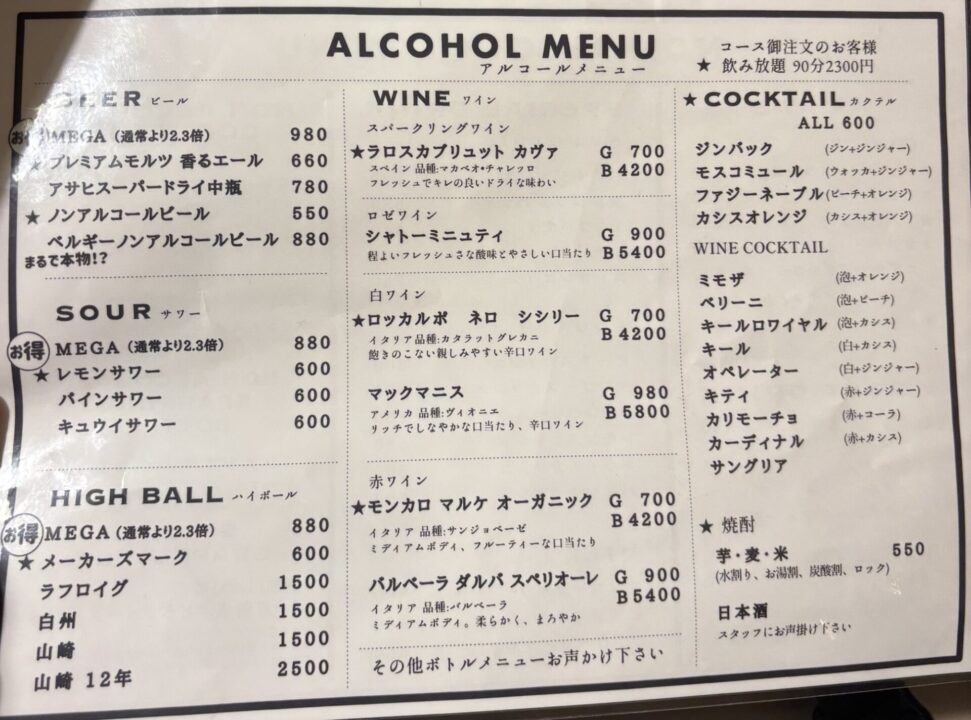 ALCOHOL MENU
アルコールメニュー
コース御注文のお客様
★ 飲み放題 90分2300円
BEER ビール
お得 MEGA (通常より2.3倍) 980
★ プレミアムモルツ 香るエール 660
アサヒスーパードライ中瓶 780
★ ノンアルコールビール 550
ベルギーノンアルコールビール 880
まるで本物!?
SOUR サワー
お得 MEGA (通常より2.3倍) 880
★ レモンサワー 600
パインサワー 600
キュウイサワー 600
HIGH BALL ハイボール
お得 MEGA (通常より2.3倍) 880
★ メーカーズマーク 600
ラフロイグ 1500
白州 1500
山崎 1500
山崎 12年 2500
WINE ワイン
スパークリングワイン
★ラロスカブリュット カヴァ G 700
スペイン 品種:マカベオ・チャレッロ B 4200
フレッシュでキレの良いドライな味わい
ロゼワイン
シャトーミニュティ G 900
程よいフレッシュさな酸味とやさしい口当たり B 5400
白ワイン
★ロッカルポ ネロ シシリー G 700
イタリア 品種:カタラットグレカニ B 4200
飽きのこない親しみやすい辛口ワイン
マックマニス G 980
アメリカ 品種:ヴィオニエ B 5800
リッチでしなやかな口当たり、辛口ワイン
赤ワイン
★モンカロ マルケ オーガニック G 700
B 4200
イタリア 品種:サンジョベーゼ
ミディアムボディ、フルーティーな口当たり
バルベーラ ダルバ スペリオーレ G 900
B 5400
イタリア 品種:バルベーラ
ミディアムボディ。柔らかく、まろやか
その他ボトルメニューお声かけ下さい
★ COCKTAIL カクテル
ALL 600
ジンバック (ジン+ジンジャー)
モスコミュール (ウォッカ+ジンジャー)
ファジーネーブル (ピーチ+オレンジ)
カシスオレンジ (カシス+オレンジ)
WINE COCKTAIL
ミモザ (泡+オレンジ)
ベリーニ (泡+ピーチ)
キールロワイヤル (泡+カシス)
キール (白+カシス)
オペレーター (白+ジンジャー)
キティ (赤+ジンジャー)
カリモーチョ (赤+コーラ)
カーディナル (赤+カシス)
サングリア
★ 焼酎
芋・麦・米 550
(水割り、お湯割、炭酸割、ロック)
日本酒
スタッフにお声掛け下さい